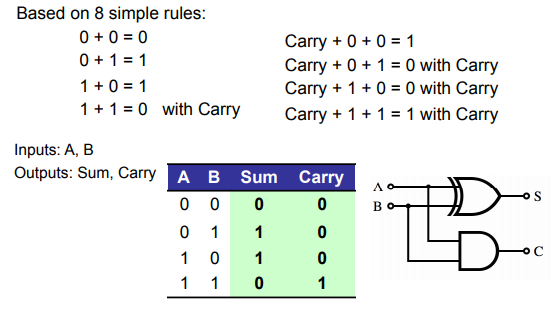 Based on 8 simple rules:
0 + 0 = 0
0 + 1 = 1
1 + 0 = 1
1 + 1 = 0 with Carry
Carry + 0 + 0 = 1
Carry + 0 + 1 = 0 with Carry
Carry + 1 + 0 = 0 with Carry
Carry + 1 + 1 = 1 with Carry
Inputs: A, B
Outputs: Sum, Carry
A B Sum Carry
0 0 0 0
0 1 1 0
1 0 1 0
1 1 0 1
A
B
S
C